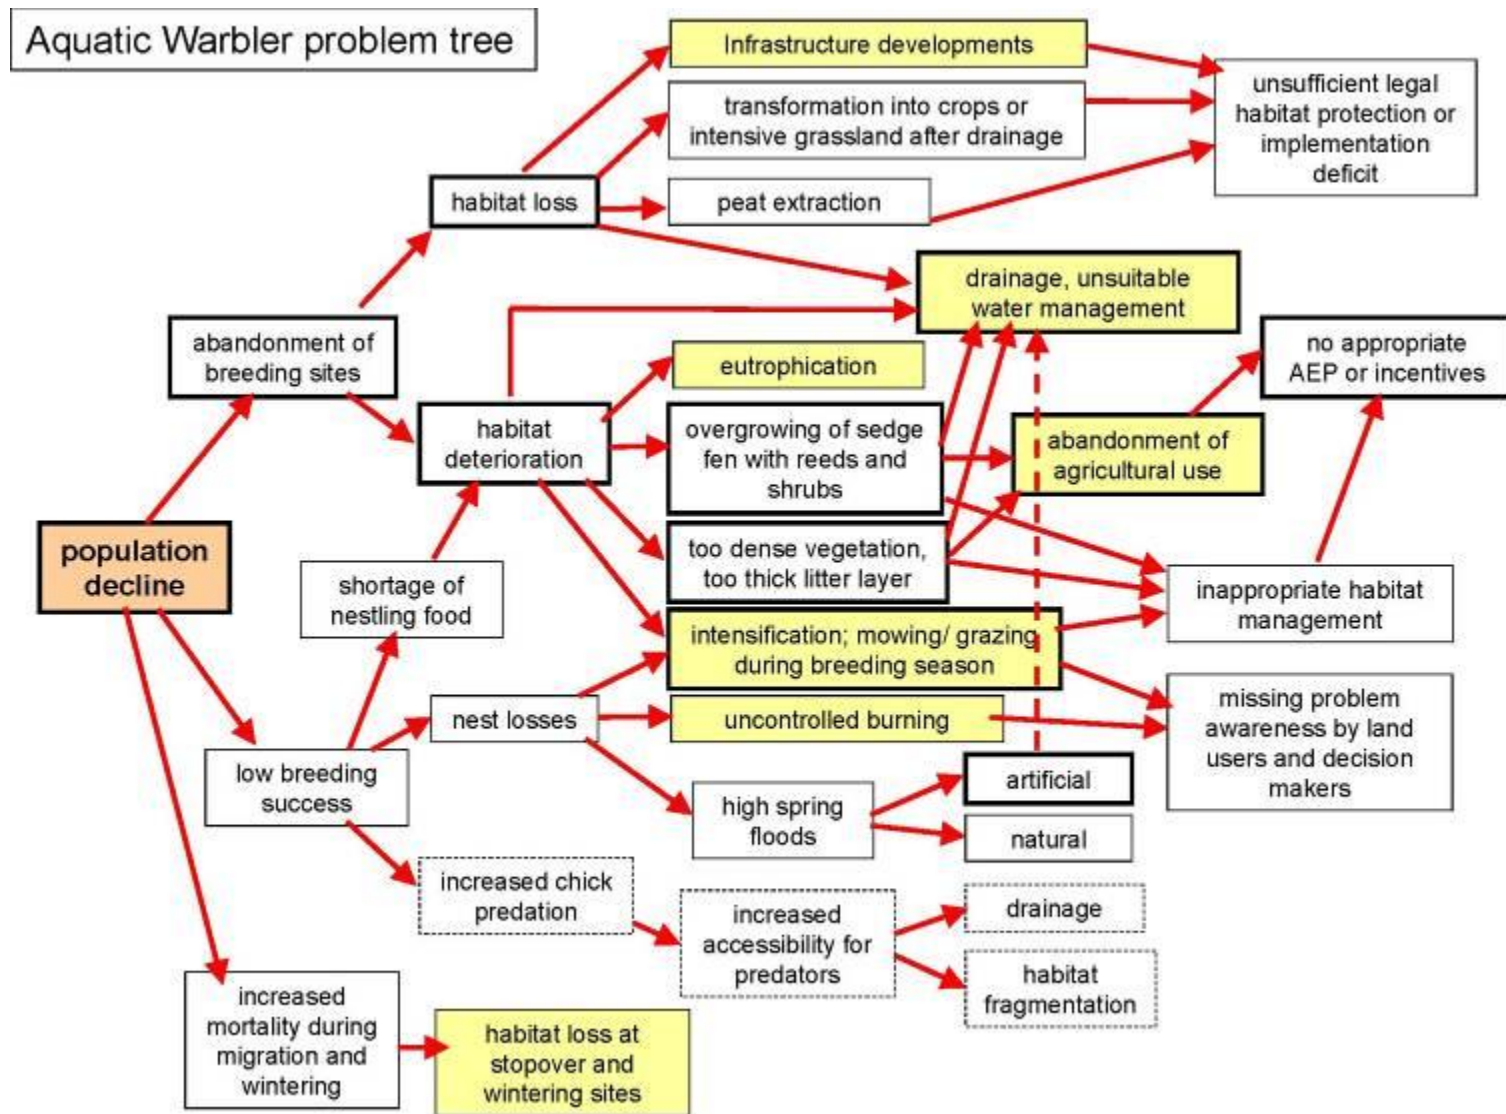 Aquatic Warbler problem tree
Infrastructure developments
transformation into crops or
intensive grassland after drainage
unsufficient legal
habitat protection or
implementation
deficit
habitat loss
peat extraction
drainage, unsuitable
water management
abandonment of
breeding sites
eutrophication
no appropriate
AEP or incentives
habitat
deterioration
overgrowing of sedge
fen with reeds and
shrubs
abandonment of
agricultural use
population
decline
too dense vegetation,
too thick litter layer
shortage of
nestling food
inappropriate habitat
management
intensification; mowing/ grazing
during breeding season
nest losses
uncontrolled burning
missing problem
awareness by land
users and decision
makers
low breeding
success
high spring
floods
artificial
natural
increased chick
predation
increased
accessibility for
predators
drainage
habitat
fragmentation
increased
mortality during
migration and
wintering
habitat loss at
stopover and
wintering sites